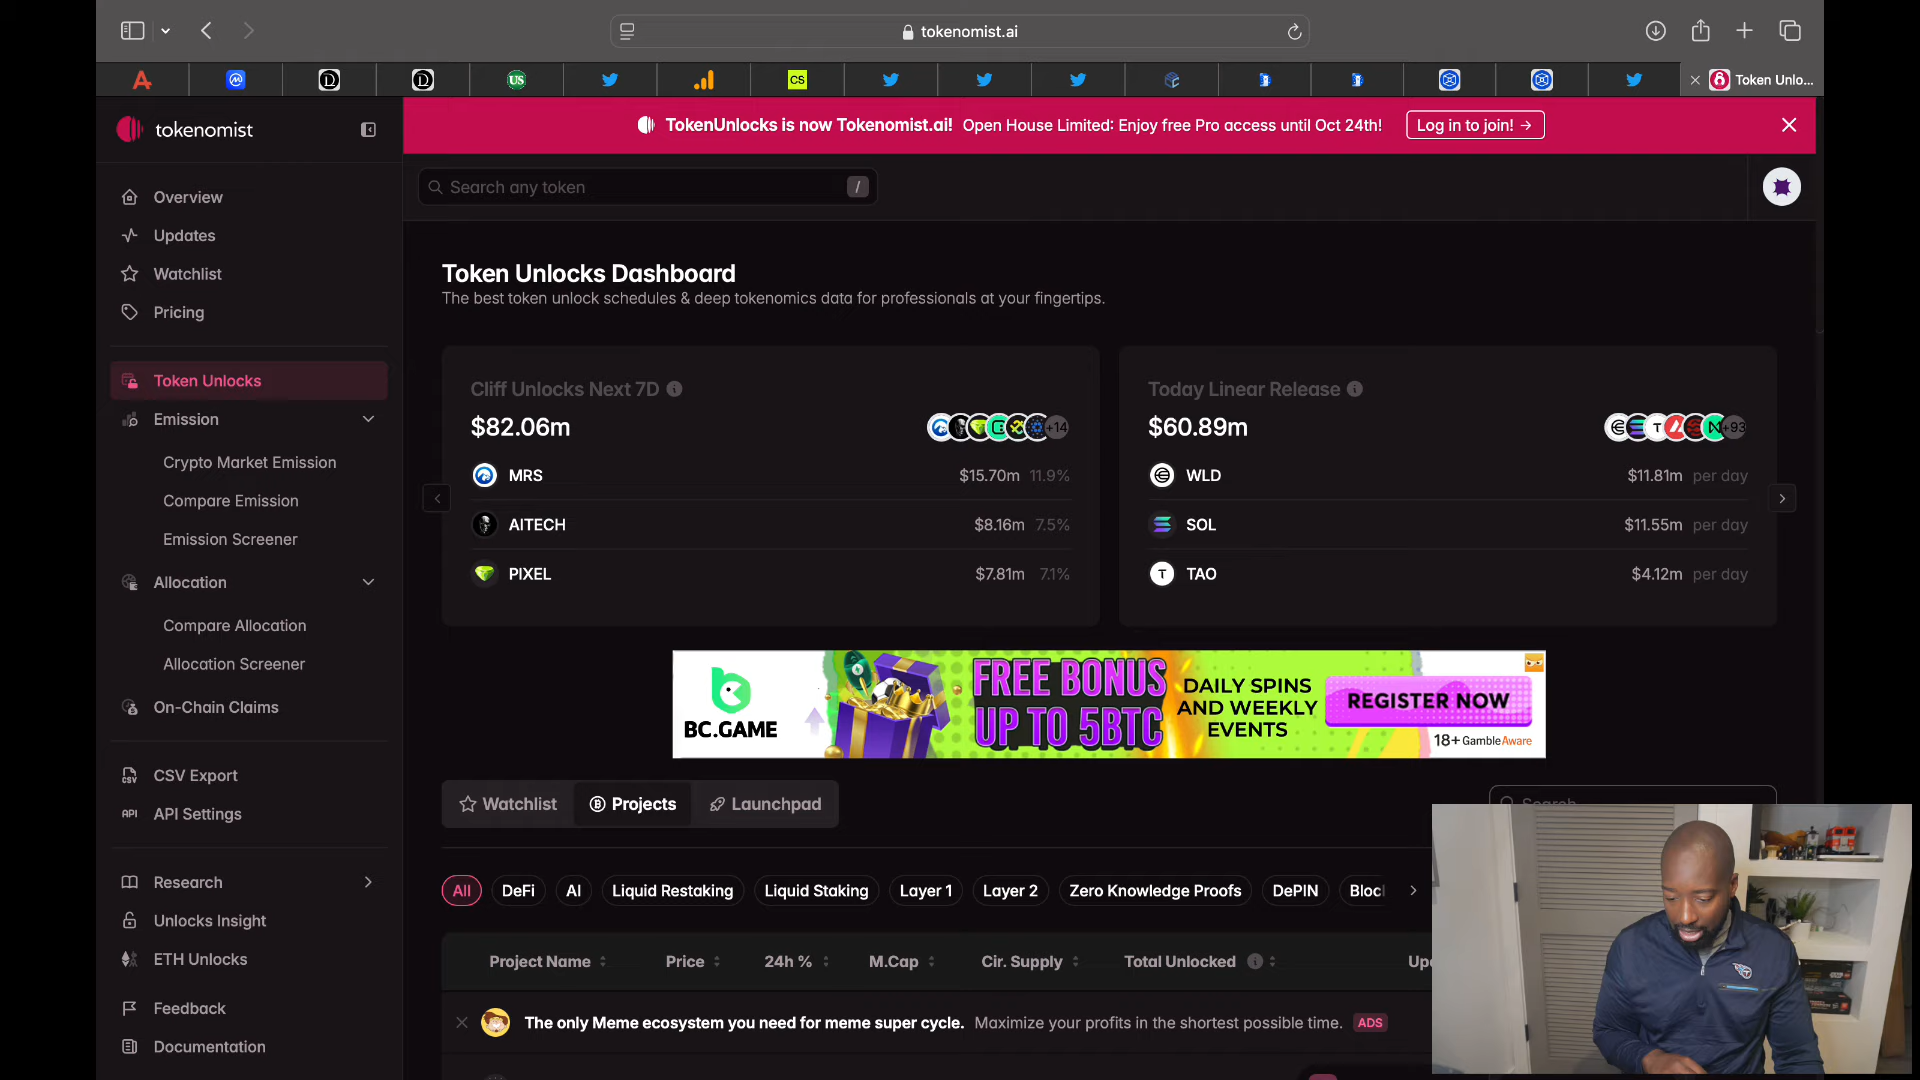 tokenomist.ai
US
CS
Token Unlo...
tokenomist
TokenUnlocks is now Tokenomist.ai! Open House Limited: Enjoy free Pro access until Oct 24th!
Log in to join! →
Search any token
/
Overview
Updates
Watchlist
Pricing
Token Unlocks
Emission
Crypto Market Emission
Compare Emission
Emission Screener
Allocation
Compare Allocation
Allocation Screener
On-Chain Claims
CSV
CSV Export
API
API Settings
Research
Unlocks Insight
ETH Unlocks
Feedback
Documentation
Token Unlocks Dashboard
The best token unlock schedules & deep tokenomics data for professionals at your fingertips.
Cliff Unlocks Next 7D
$82.06m
+14
MRS $15.70m 11.9%
AITECH $8.16m 7.5%
PIXEL $7.81m 7.1%
Today Linear Release
$60.89m
+93
WLD $11.81m per day
SOL $11.55m per day
TAO $4.12m per day
BC.GAME
FREE BONUS
UP TO 5BTC
DAILY SPINS
AND WEEKLY
EVENTS
REGISTER NOW
18+ GambleAware
Watchlist
Projects
Launchpad
Search
All
DeFi
AI
Liquid Restaking
Liquid Staking
Layer 1
Layer 2
Zero Knowledge Proofs
DePIN
Bloc
Project Name
Price
24h %
M.Cap
Cir. Supply
Total Unlocked
Up
The only Meme ecosystem you need for meme super cycle. Maximize your profits in the shortest possible time. ADS